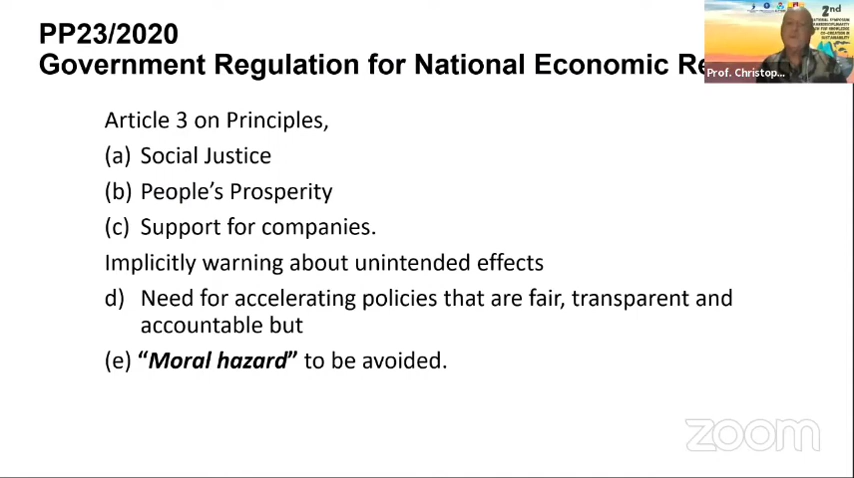 PP23/2020
Government Regulation for National Economic Re
Article 3 on Principles,
(a) Social Justice
(b) People’s Prosperity
(c) Support for companies.
Implicitly warning about unintended effects
d) Need for accelerating policies that are fair, transparent and
accountable but
(e) “Moral hazard” to be avoided.
2nd
Prof. Christop...
zoom